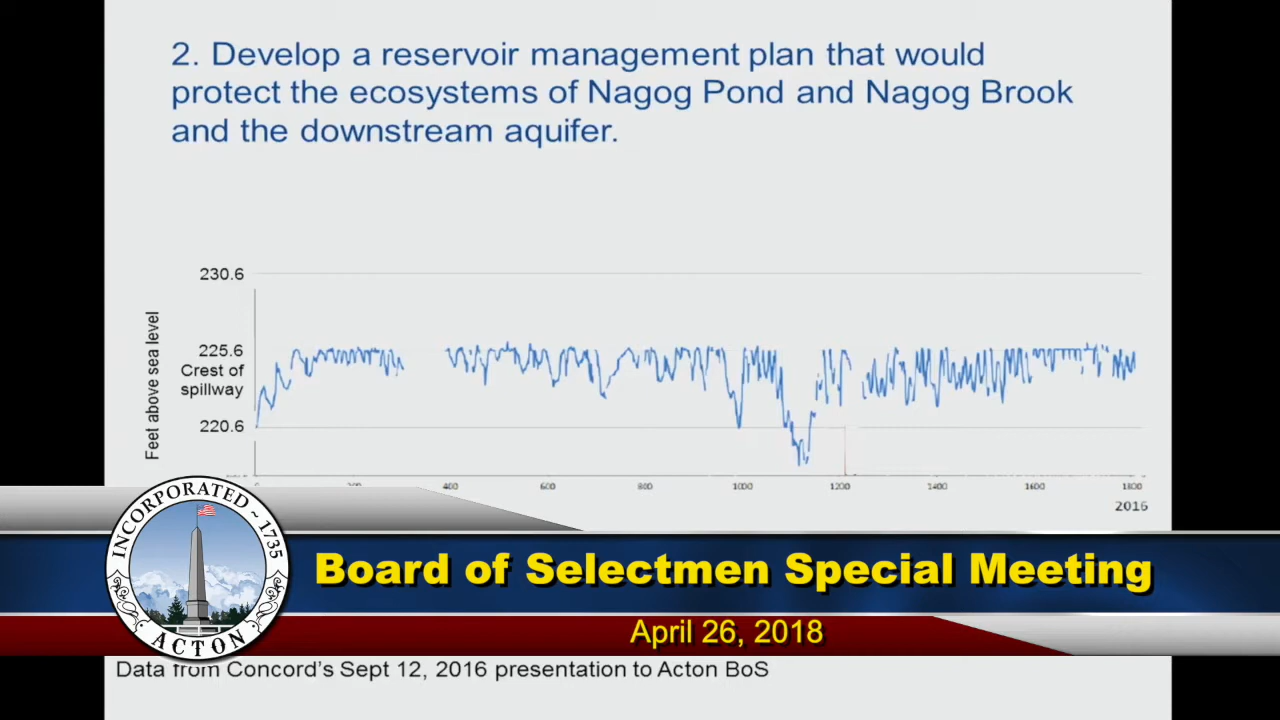 2. Develop a reservoir management plan that would
protect the ecosystems of Nagog Pond and Nagog Brook
and the downstream aquifer.
230.6
Feet above sea level
225.6
Crest of
spillway
220.6
400
600
800
1000
1200
1400
1600
1800
2016
INCORPORATED ~ 1735
ACTON
Board of Selectmen Special Meeting
April 26, 2018
Data from Concord's Sept 12, 2016 presentation to Acton BoS